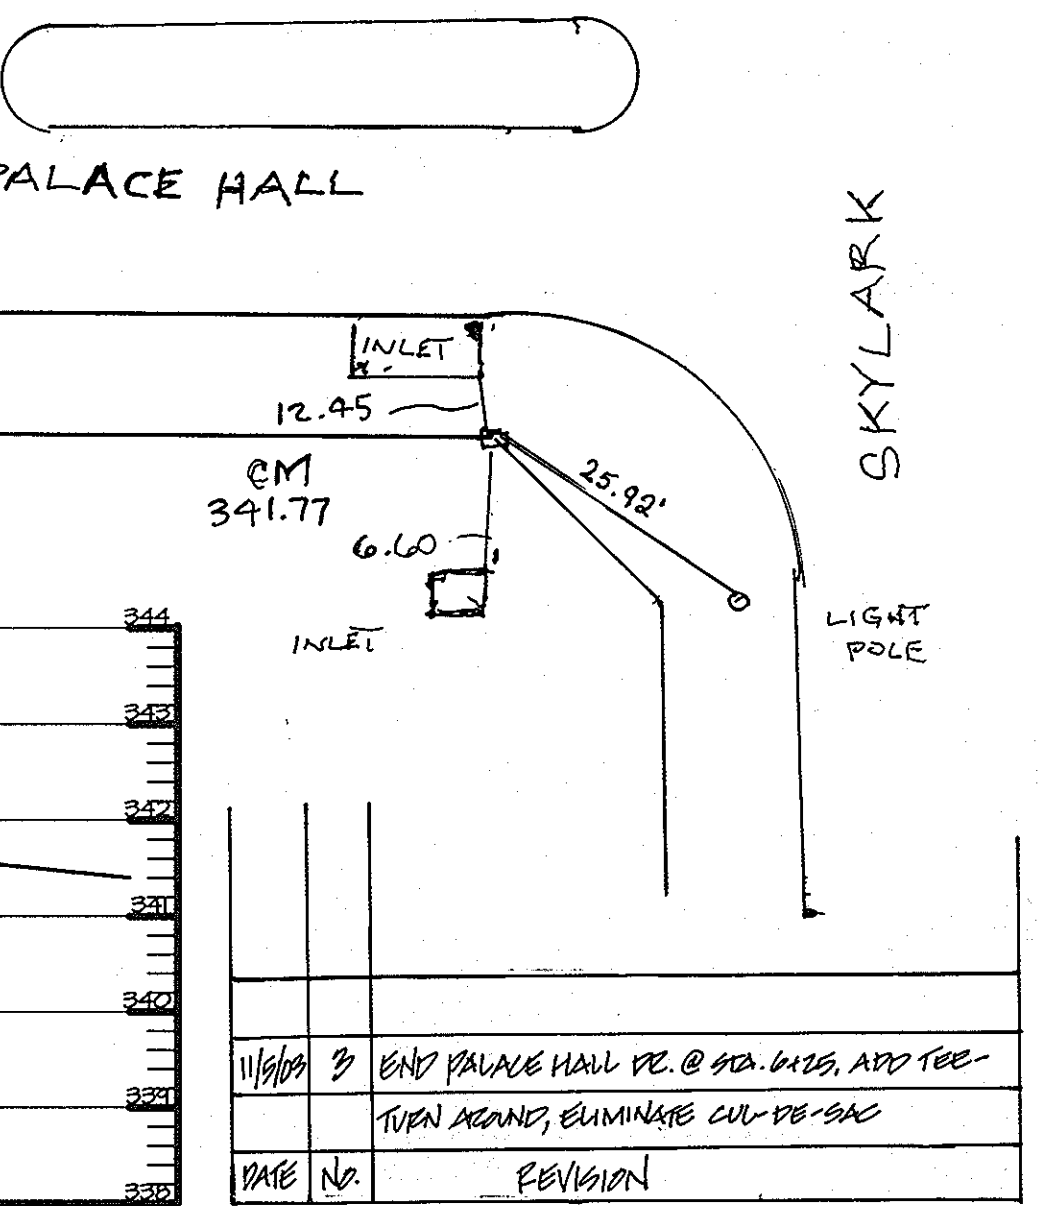 PALACE HALL
SKYLARK
INLET
12.45
25.92'
CM
341.77
6.60
INLET
LIGHT
POLE
344
343
342
341
340
339
338
11/5/03 3 END PALACE HALL DR. @ STA. 6+25, ADD TEE-
TURN AROUND, ELIMINATE CUL-DE-SAC
DATE NO. REVISION